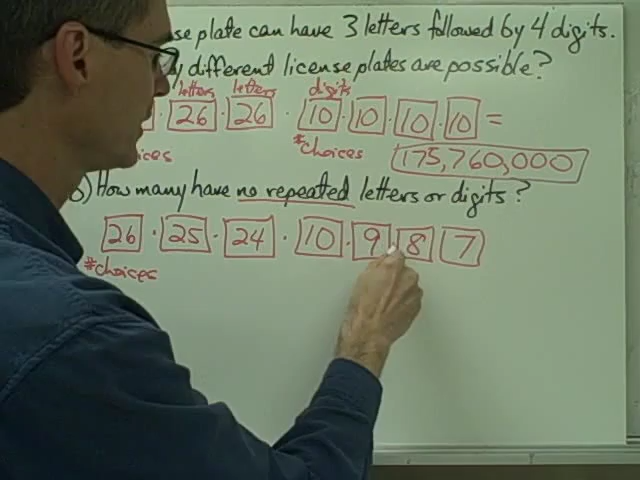 plate can have 3 letters followed by 4 digits.
different license plates are possible?
letters letters digits
26 · 26 · 10 · 10 · 10 · 10 =
*choices 175,760,000
) How many have no repeated letters or digits?
26 · 25 · 24 · 10 · 9 8 7
*choices